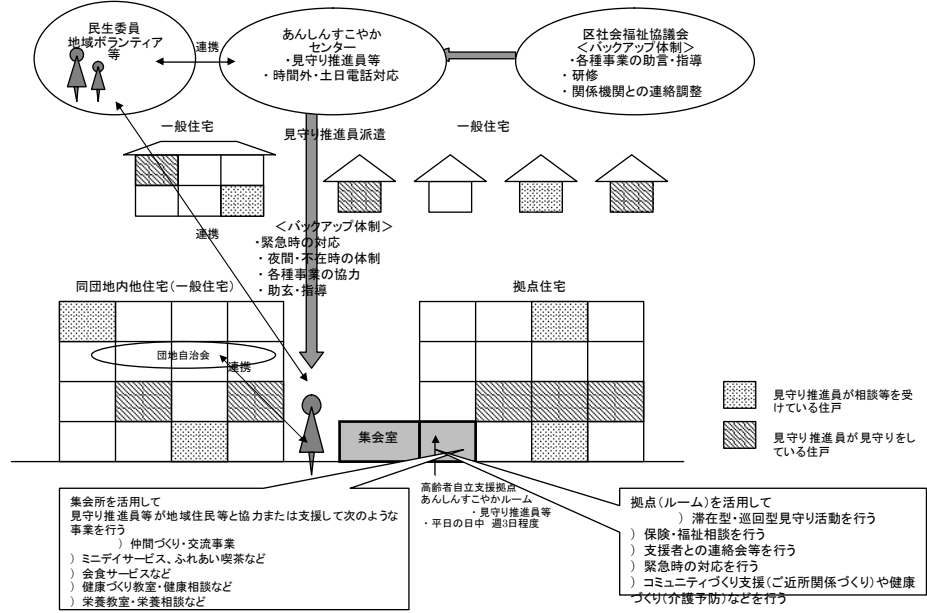 民生委員
地域ボランティア
等
連携
あんしんすこやか
センター
・見守り推進員等
・時間外・土日電話対応
区社会福祉協議会
＜バックアップ体制＞
・各種事業の助言・指導
・研修
・関係機関との連絡調整
一般住宅
見守り推進員派遣
一般住宅
連携
＜バックアップ体制＞
・緊急時の対応
・夜間・不在時の体制
・各種事業の協力
・助玄・指導
同団地内他住宅（一般住宅）
拠点住宅
団地自治会
連携
集会室
見守り推進員が相談等を受
けている住戸
見守り推進員が見守りをし
ている住戸
高齢者自立支援拠点
あんしんすこやかルーム
・見守り推進員等
・平日の日中　週3日程度
集会所を活用して
見守り推進員等が地域住民等と協力または支援して次のような
事業を行う
）仲間づくり・交流事業
）ミニデイサービス、ふれあい喫茶など
）会食サービスなど
）健康づくり教室・健康相談など
）栄養教室・栄養相談など
拠点（ルーム）を活用して
）滞在型・巡回型見守り活動を行う
）保険・福祉相談を行う
）支援者との連絡会等を行う
）緊急時の対応を行う
）コミュニティづくり支援（ご近所関係づくり）や健康
づくり（介護予防）などを行う